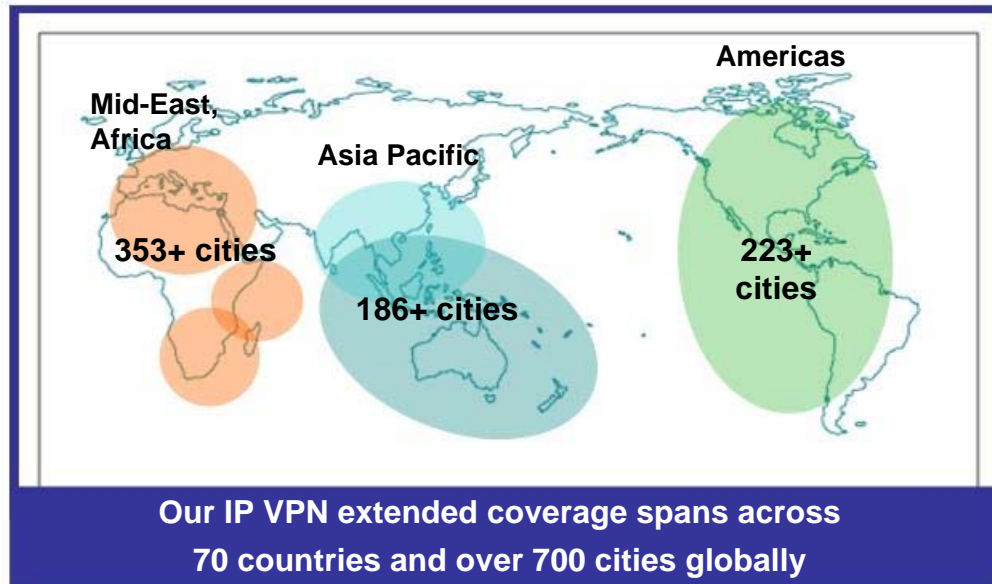 Americas
Mid-East,
Africa
Asia Pacific
353+ cities
186+ cities
223+
cities
Our IP VPN extended coverage spans across
70 countries and over 700 cities globally